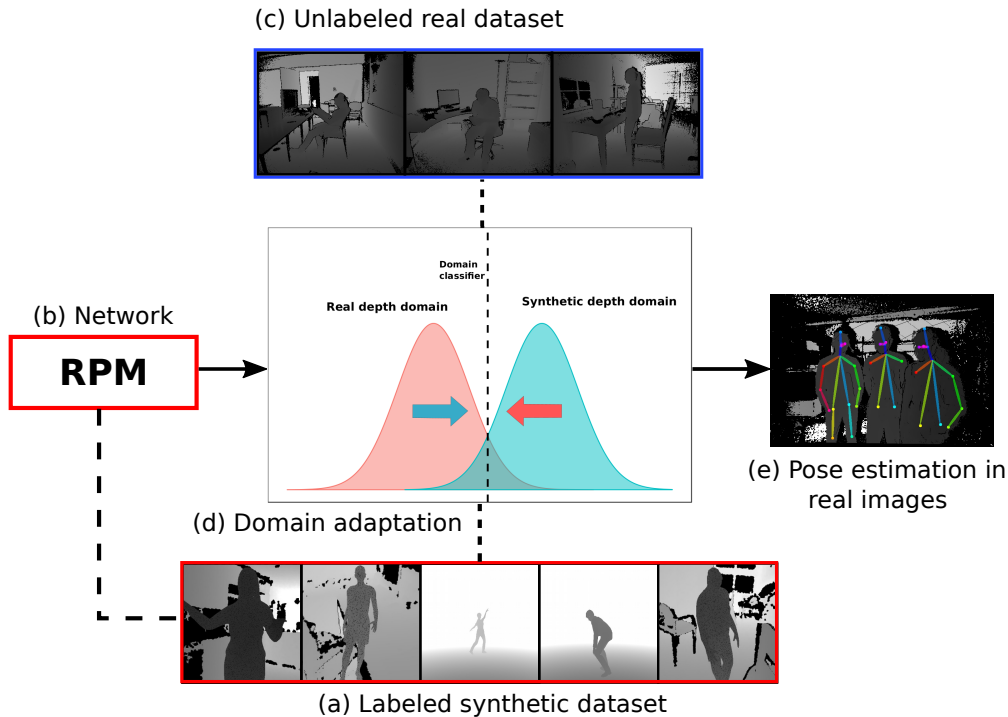 (c) Unlabeled real dataset
Domain
classifier
Real depth domain
Synthetic depth domain
(b) Network
RPM
(e) Pose estimation in
real images
(d) Domain adaptation
(a) Labeled synthetic dataset